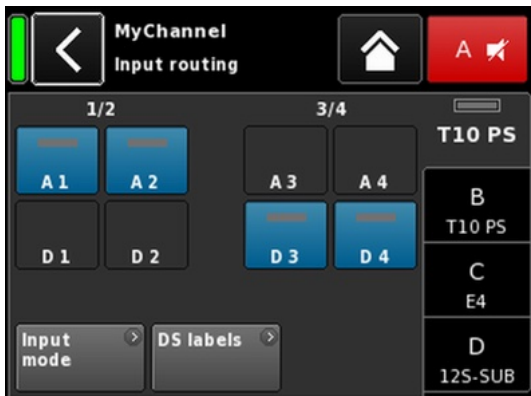 MyChannel
Input routing
A
1/2
3/4
T10 PS
A 1
A 2
A 3
A 4
B
T10 PS
D 1
D 2
D 3
D 4
C
E4
Input
mode
DS labels
D
12S-SUB